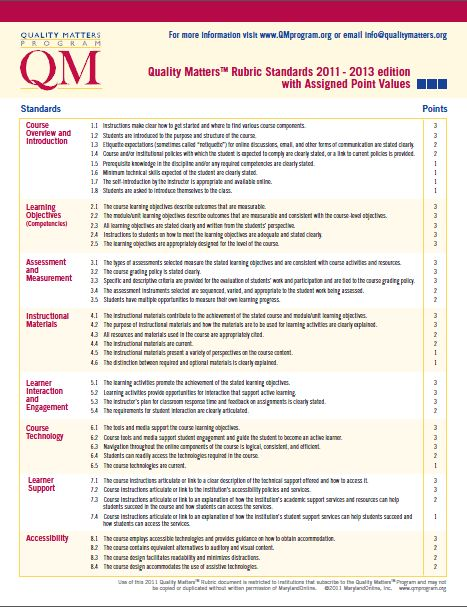 QUALITY MATTERS
PROGRAM
QM
For more information visit www.QMprogram.org or email info@qualitymatters.org
Quality Matters™ Rubric Standards 2011 - 2013 edition
with Assigned Point Values
Standards Points
Course Overview and Introduction
1.1 Instructions make clear how to get started and where to find various course components. 3
1.2 Students are introduced to the purpose and structure of the course. 3
1.3 Etiquette expectations (sometimes called "netiquette") for online discussions, email, and other forms of communication are stated clearly. 2
1.4 Course and/or institutional policies with which the student is expected to comply are clearly stated, or a link to current policies is provided. 2
1.5 Prerequisite knowledge in the discipline and/or any required competencies are clearly stated. 1
1.6 Minimum technical skills expected of the student are clearly stated. 1
1.7 The self-introduction by the instructor is appropriate and available online. 1
1.8 Students are asked to introduce themselves to the class. 1
Learning Objectives (Competencies)
2.1 The course learning objectives describe outcomes that are measurable. 3
2.2 The module/unit learning objectives describe outcomes that are measurable and consistent with the course-level objectives. 3
2.3 All learning objectives are stated clearly and written from the students' perspective. 3
2.4 Instructions to students on how to meet the learning objectives are adequate and stated clearly. 3
2.5 The learning objectives are appropriately designed for the level of the course. 3
Assessment and Measurement
3.1 The types of assessments selected measure the stated learning objectives and are consistent with course activities and resources. 3
3.2 The course grading policy is stated clearly. 3
3.3 Specific and descriptive criteria are provided for the evaluation of students' work and participation and are tied to the course grading policy. 3
3.4 The assessment instruments selected are sequenced, varied, and appropriate to the student work being assessed. 2
3.5 Students have multiple opportunities to measure their own learning progress. 2
Instructional Materials
4.1 The instructional materials contribute to the achievement of the stated course and module/unit learning objectives. 3
4.2 The purpose of instructional materials and how the materials are to be used for learning activities are clearly explained. 3
4.3 All resources and materials used in the course are appropriately cited. 2
4.4 The instructional materials are current. 2
4.5 The instructional materials present a variety of perspectives on the course content. 1
4.6 The distinction between required and optional materials is clearly explained. 1
Learner Interaction and Engagement
5.1 The learning activities promote the achievement of the stated learning objectives. 3
5.2 Learning activities provide opportunities for interaction that support active learning. 3
5.3 The instructor's plan for classroom response time and feedback on assignments is clearly stated. 3
5.4 The requirements for student interaction are clearly articulated. 2
Course Technology
6.1 The tools and media support the course learning objectives. 3
6.2 Course tools and media support student engagement and guide the student to become an active learner. 3
6.3 Navigation throughout the online components of the course is logical, consistent, and efficient. 3
6.4 Students can readily access the technologies required in the course. 2
6.5 The course technologies are current. 1
Learner Support
7.1 The course instructions articulate or link to a clear description of the technical support offered and how to access it. 3
7.2 Course instructions articulate or link to the institution's accessibility policies and services. 3
7.3 Course instructions articulate or link to an explanation of how the institution's academic support services and resources can help 2
students succeed in the course and how students can access the services.
7.4 Course instructions articulate or link to an explanation of how the institution's student support services can help students succeed and 1
how students can access the services.
Accessibility
8.1 The course employs accessible technologies and provides guidance on how to obtain accommodation. 3
8.2 The course contains equivalent alternatives to auditory and visual content. 2
8.3 The course design facilitates readability and minimizes distractions. 2
8.4 The course design accommodates the use of assistive technologies. 2
Use of this 2011 Quality Matters™ Rubric document is restricted to institutions that subscribe to the Quality Matters™ Program and may not
be copied or duplicated without written permission of MarylandOnline. ©2011 MarylandOnline, Inc. www.qmprogram.org